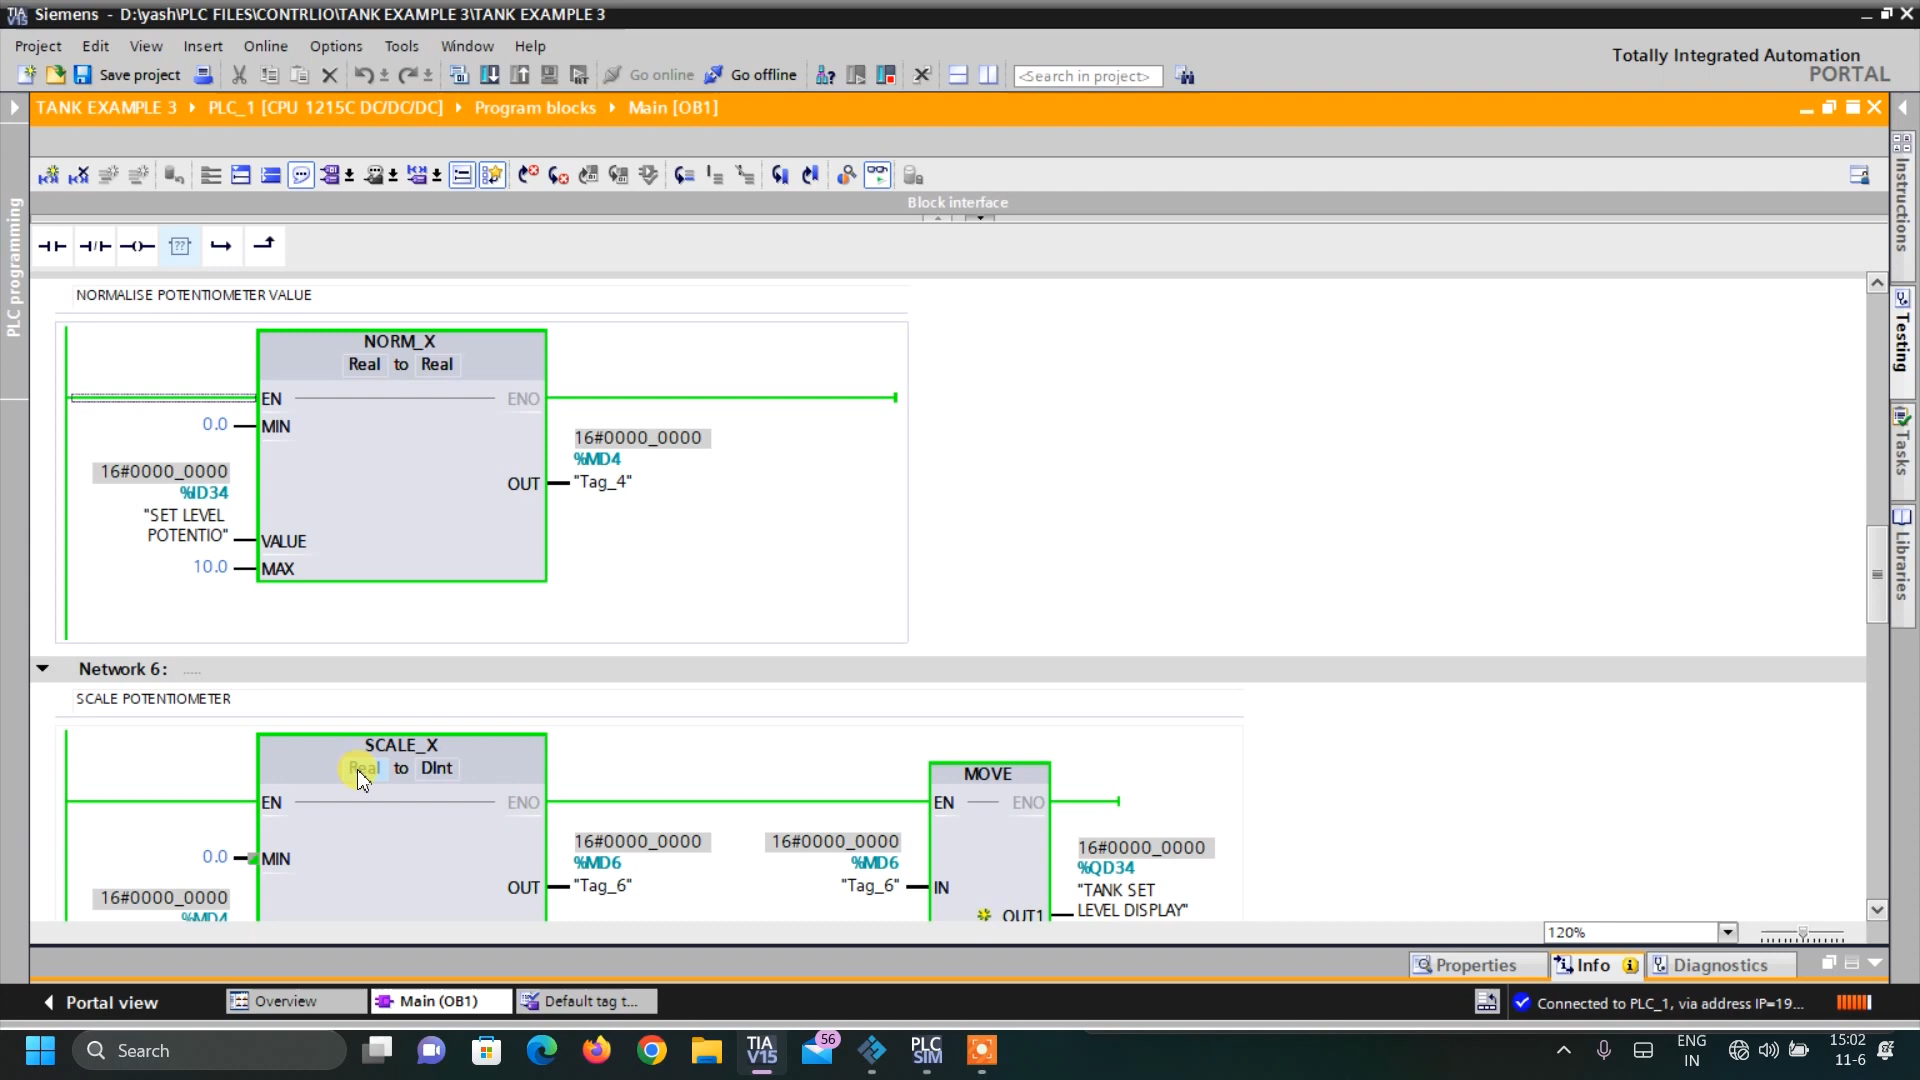 Siemens - D:\yash\PLC FILES\CONTRLIO\TANK EXAMPLE 3\TANK EXAMPLE 3
Project Edit View Insert Online Options Tools Window Help
Totally Integrated Automation
PORTAL
Save project
Go online
Go offline
<Search in project>
TANK EXAMPLE 3 PLC_1 [CPU 1215C DC/DC/DC] Program blocks Main [OB1]
Block interface
PLC programming
Instructions
Testing
Tasks
Libraries
NORMALISE POTENTIOMETER VALUE
NORM_X
Real to Real
EN ENO
0.0 MIN
16#0000_0000
%MD4
"Tag_4"
OUT
16#0000_0000
%ID34
"SET LEVEL
POTENTIO"
VALUE
10.0 MAX
Network 6: .....
SCALE POTENTIOMETER
SCALE_X
Real to DInt
EN ENO
0.0 MIN
16#0000_0000
%MD4
OUT
16#0000_0000
%MD6
"Tag_6"
MOVE
EN ENO
16#0000_0000
%MD6
"Tag_6"
IN
OUT1
16#0000_0000
%QD34
"TANK SET
LEVEL DISPLAY"
120%
Properties
Info
Diagnostics
Portal view
Overview
Main (OB1)
Default tag t...
Connected to PLC_1, via address IP=19...
Search
TIA
V15
56
PLC
SIM
ENG
IN
15:02
11-6